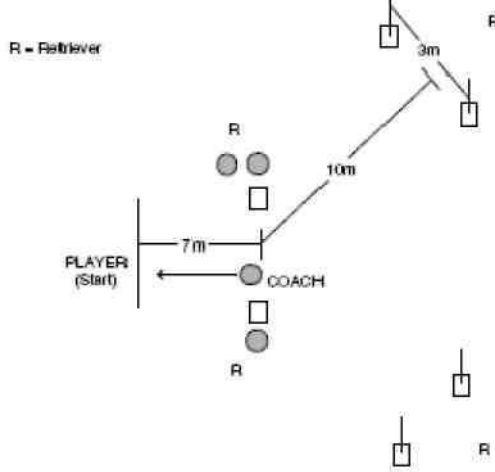 R
3m
R = Retriever
R
10m
7m
PLAYER
(Start)
COACH
R
R